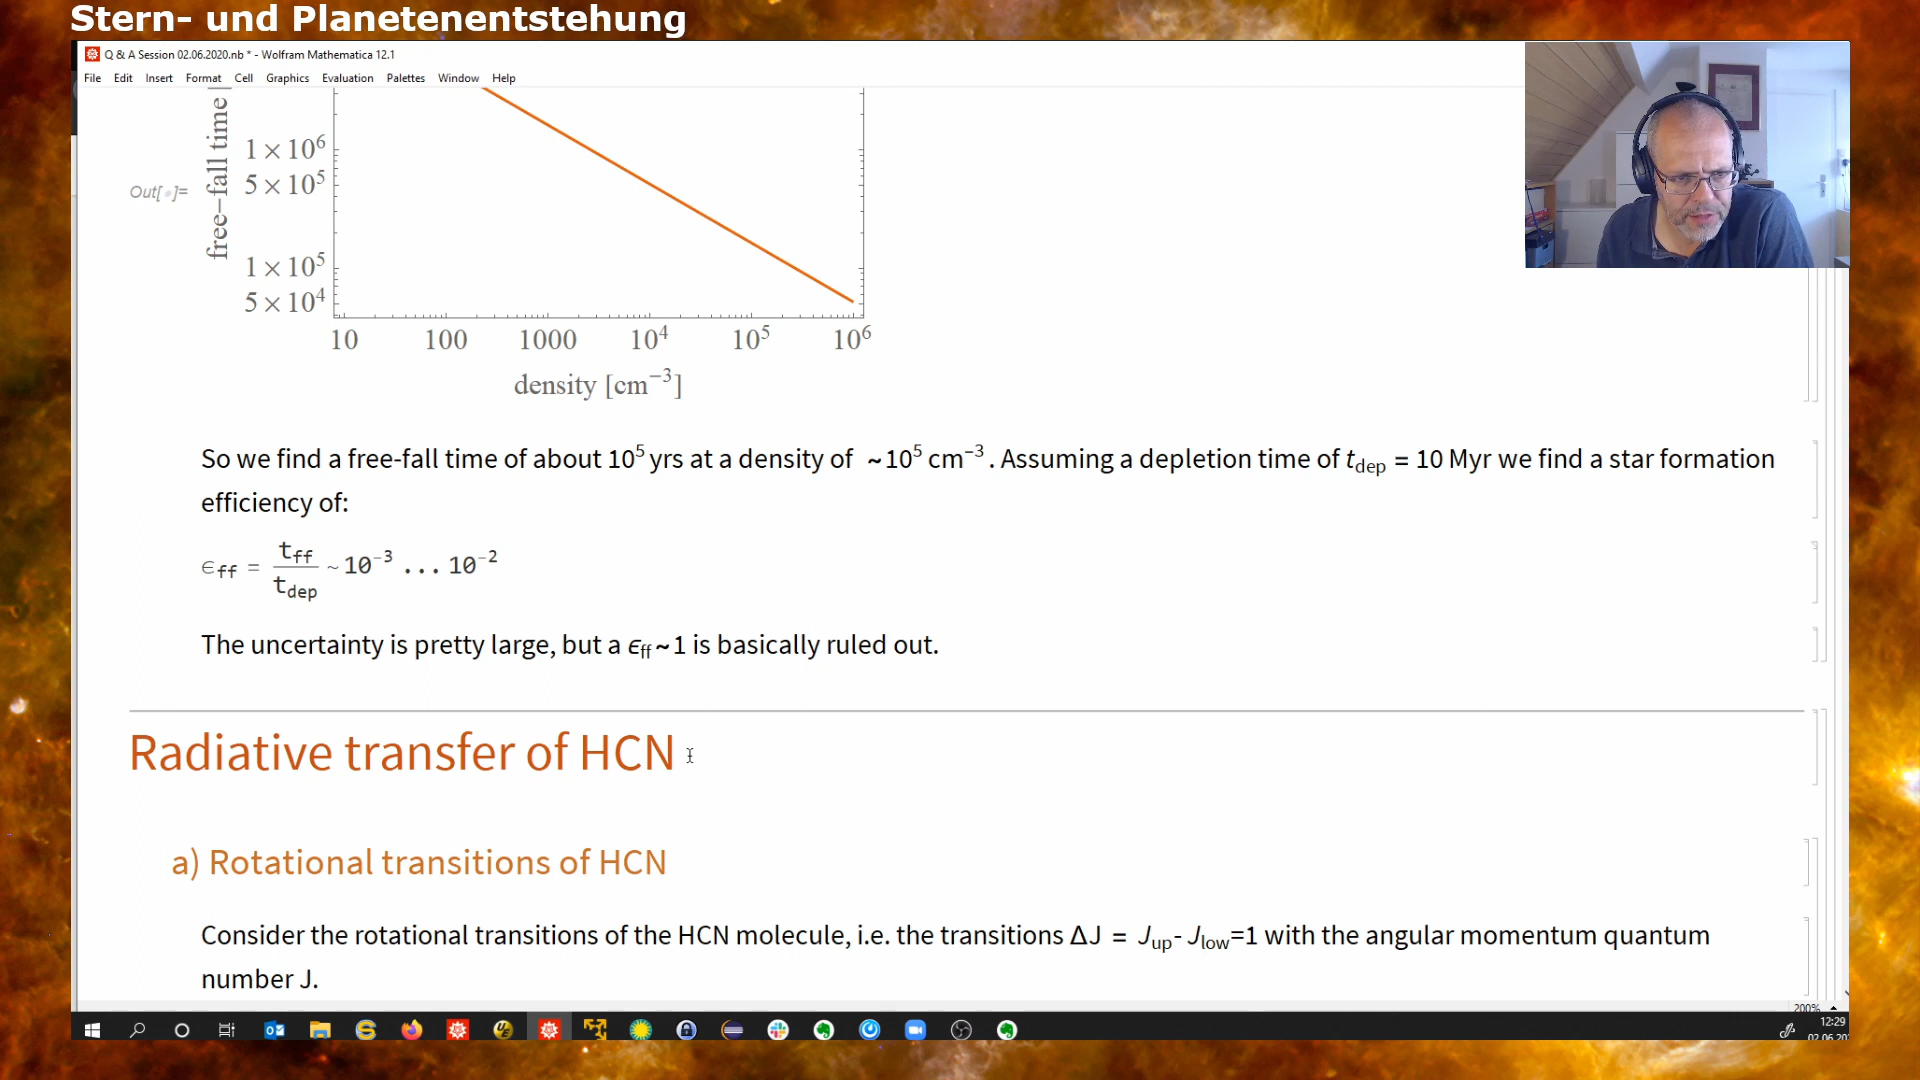 Stern- und Planetenentstehung
Q & A Session 02.06.2020.nb * - Wolfram Mathematica 12.1
File Edit Insert Format Cell Graphics Evaluation Palettes Window Help
free-fall time
1 × 10⁶
5 × 10⁵
Out[ ]=
1 × 10⁵
5 × 10⁴
10 100 1000 10⁴ 10⁵ 10⁶
density [cm⁻³]
So we find a free-fall time of about 10⁵ yrs at a density of ~10⁵ cm⁻³. Assuming a depletion time of t_dep = 10 Myr we find a star formation
efficiency of:
ϵ_ff = t_ff / t_dep ~ 10⁻³ ... 10⁻²
The uncertainty is pretty large, but a ϵ_ff ~ 1 is basically ruled out.
Radiative transfer of HCN
a) Rotational transitions of HCN
Consider the rotational transitions of the HCN molecule, i.e. the transitions ΔJ = J_up- J_low=1 with the angular momentum quantum
number J.
200%
12:29